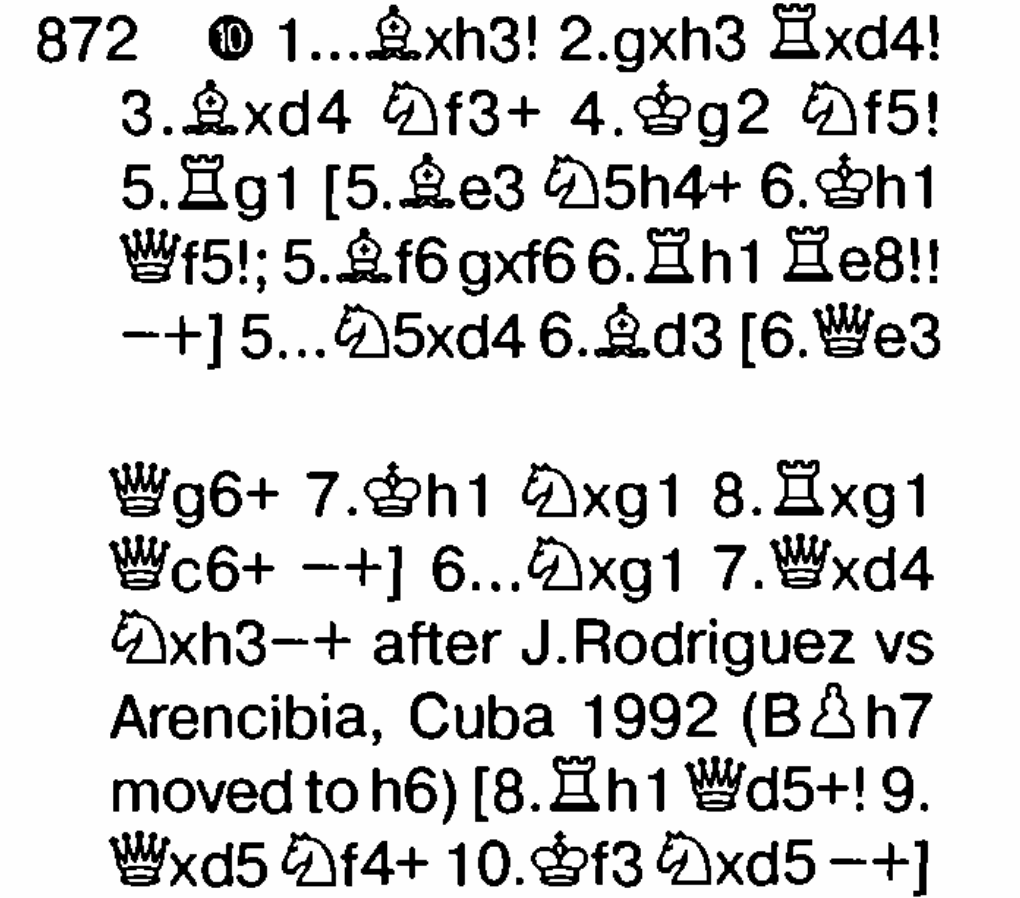 872 ❿ 1...♗xh3! 2.gxh3 ♖xd4!
3.♗xd4 ♘f3+ 4.♔g2 ♘f5!
5.♖g1 [5.♗e3 ♘5h4+ 6.♔h1
♕f5!; 5.♗f6 gxf6 6.♖h1 ♖e8!!
–+] 5...♘5xd4 6.♗d3 [6.♕e3
♕g6+ 7.♔h1 ♘xg1 8.♖xg1
♕c6+ –+] 6...♘xg1 7.♕xd4
♘xh3–+ after J.Rodriguez vs
Arencibia, Cuba 1992 (B♙h7
moved to h6) [8.♖h1 ♕d5+! 9.
♕xd5 ♘f4+ 10.♔f3 ♘xd5 –+]